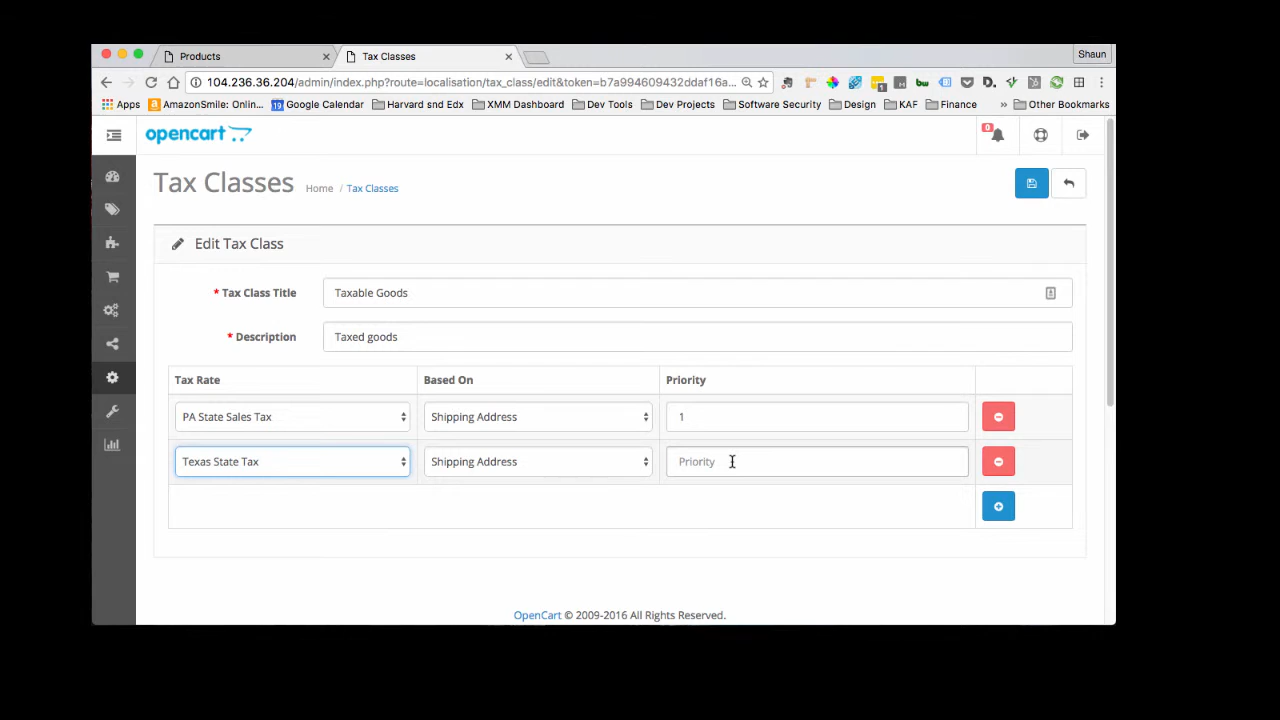 Products
Tax Classes
Shaun
104.236.36.204/admin/index.php?route=localisation/tax_class/edit&token=b7a994609432ddaf16a...
Apps
AmazonSmile: Onlin...
19
Google Calendar
Harvard snd Edx
XMM Dashboard
Dev Tools
Dev Projects
Software Security
Design
KAF
Finance
»
Other Bookmarks
opencart
0
Tax Classes
Home / Tax Classes
Edit Tax Class
* Tax Class Title
Taxable Goods
* Description
Taxed goods
Tax Rate
Based On
Priority
PA State Sales Tax
Shipping Address
1
Texas State Tax
Shipping Address
Priority
OpenCart © 2009-2016 All Rights Reserved.